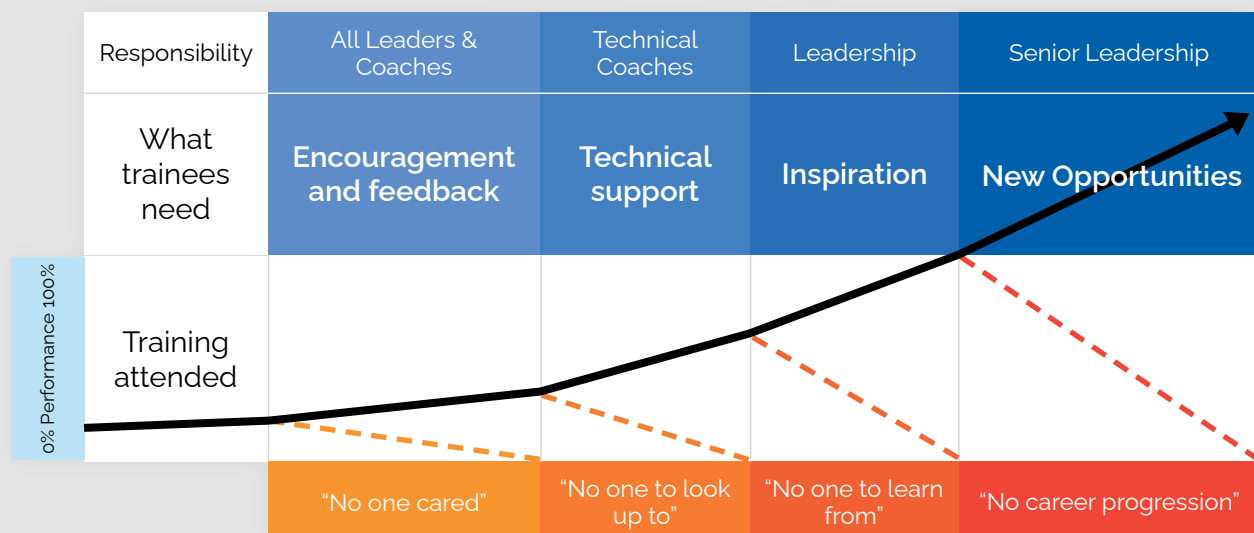 Responsibility
All Leaders &
Coaches
Technical
Coaches
Leadership
Senior Leadership
What
trainees
need
Encouragement
and feedback
Technical
support
Inspiration
New Opportunities
0% Performance 100%
Training
attended
“No one cared”
“No one to look
up to”
“No one to learn
from”
“No career progression”